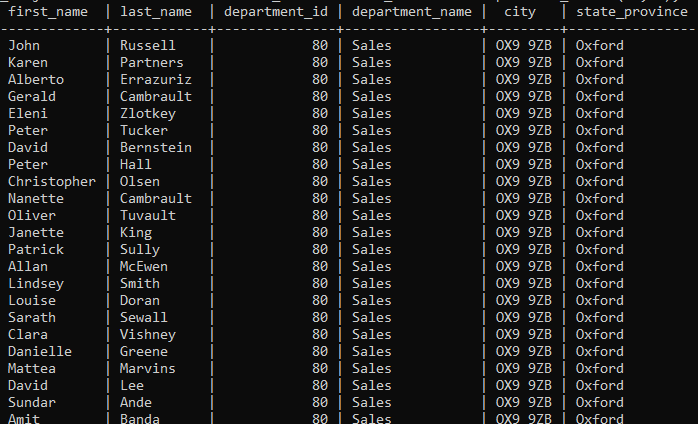 first_name | last_name | department_id | department_name | city | state_province
------------+------------+---------------+-----------------+---------+----------------
John | Russell | 80 | Sales | OX9 9ZB | Oxford
Karen | Partners | 80 | Sales | OX9 9ZB | Oxford
Alberto | Errazuriz | 80 | Sales | OX9 9ZB | Oxford
Gerald | Cambrault | 80 | Sales | OX9 9ZB | Oxford
Eleni | Zlotkey | 80 | Sales | OX9 9ZB | Oxford
Peter | Tucker | 80 | Sales | OX9 9ZB | Oxford
David | Bernstein | 80 | Sales | OX9 9ZB | Oxford
Peter | Hall | 80 | Sales | OX9 9ZB | Oxford
Christopher | Olsen | 80 | Sales | OX9 9ZB | Oxford
Nanette | Cambrault | 80 | Sales | OX9 9ZB | Oxford
Oliver | Tuvault | 80 | Sales | OX9 9ZB | Oxford
Janette | King | 80 | Sales | OX9 9ZB | Oxford
Patrick | Sully | 80 | Sales | OX9 9ZB | Oxford
Allan | McEwen | 80 | Sales | OX9 9ZB | Oxford
Lindsey | Smith | 80 | Sales | OX9 9ZB | Oxford
Louise | Doran | 80 | Sales | OX9 9ZB | Oxford
Sarath | Sewall | 80 | Sales | OX9 9ZB | Oxford
Clara | Vishney | 80 | Sales | OX9 9ZB | Oxford
Danielle | Greene | 80 | Sales | OX9 9ZB | Oxford
Mattea | Marvins | 80 | Sales | OX9 9ZB | Oxford
David | Lee | 80 | Sales | OX9 9ZB | Oxford
Sundar | Ande | 80 | Sales | OX9 9ZB | Oxford
Amit | Banda | 80 | Sales | OX9 9ZB | Oxford